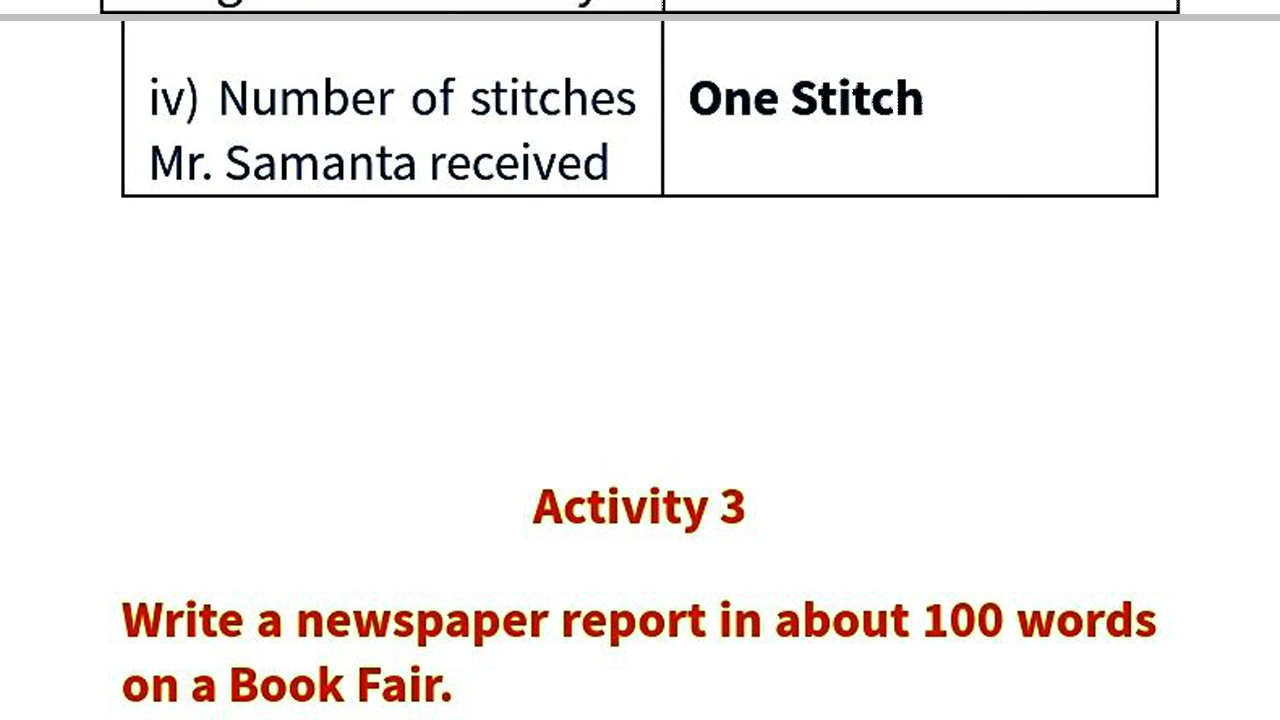 iv) Number of stitches
Mr. Samanta received
One Stitch
Activity 3
Write a newspaper report in about 100 words
on a Book Fair.